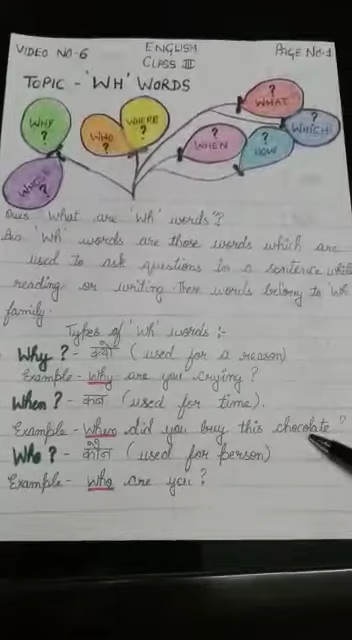 VIDEO NO-6 ENGLISH PAGE NO-1
CLASS III
TOPIC - 'WH' WORDS
WHY ?
WHO ?
WHERE ?
WHEN ?
? WHAT
? HOW
? WHICH
WHOSE
Ques What are 'Wh' words?
Ans 'Wh' words are those words which are
used to ask questions in a sentence while
reading or writing. These words belong to 'Wh'
family.
Types of 'Wh' words :-
Why? - क्यों (used for a reason)
Example - Why are you crying?
When? - कब (used for time).
Example - When did you buy this chocolate?
Who? - कौन (used for person)
Example - Who are you?